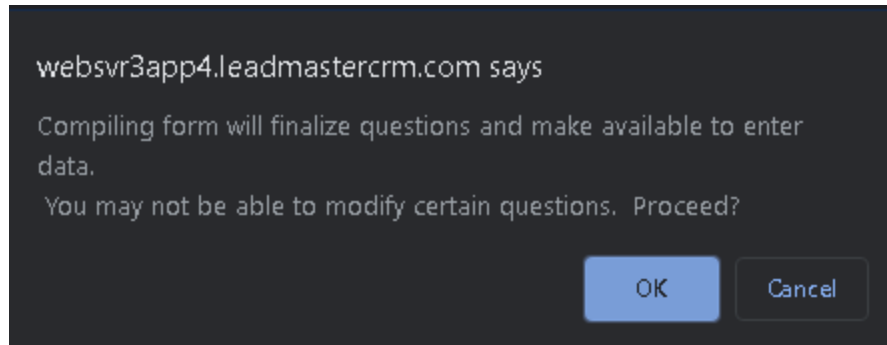 websvr3app4.leadmastercrm.com says
Compiling form will finalize questions and make available to enter
data.
You may not be able to modify certain questions.  Proceed?
OK
Cancel